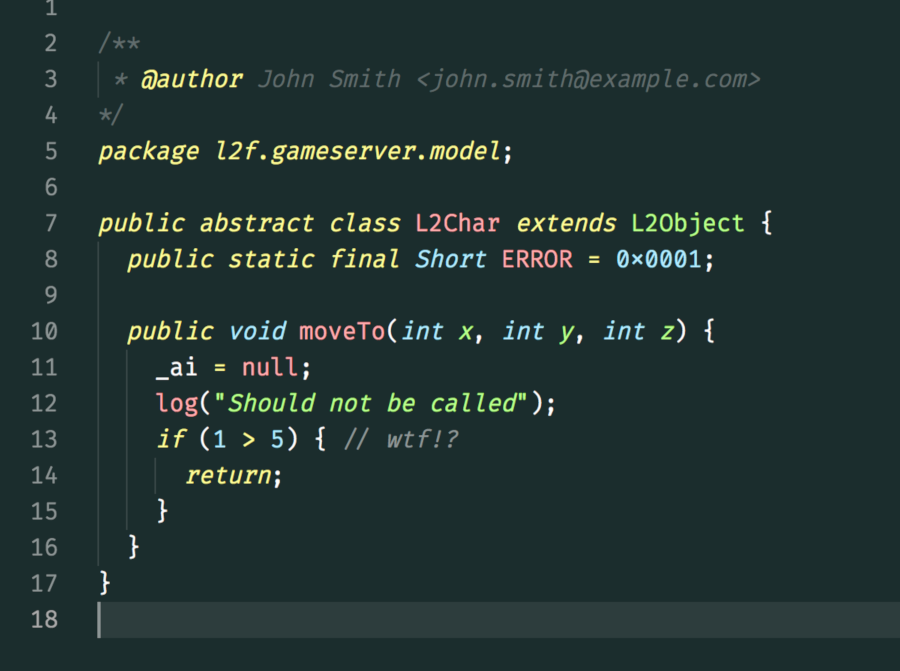 1
2 /**
3  * @author John Smith <john.smith@example.com>
4 */
5 package l2f.gameserver.model;
6
7 public abstract class L2Char extends L2Object {
8   public static final Short ERROR = 0x0001;
9
10   public void moveTo(int x, int y, int z) {
11     _ai = null;
12     log("Should not be called");
13     if (1 > 5) { // wtf!?
14       return;
15     }
16   }
17 }
18